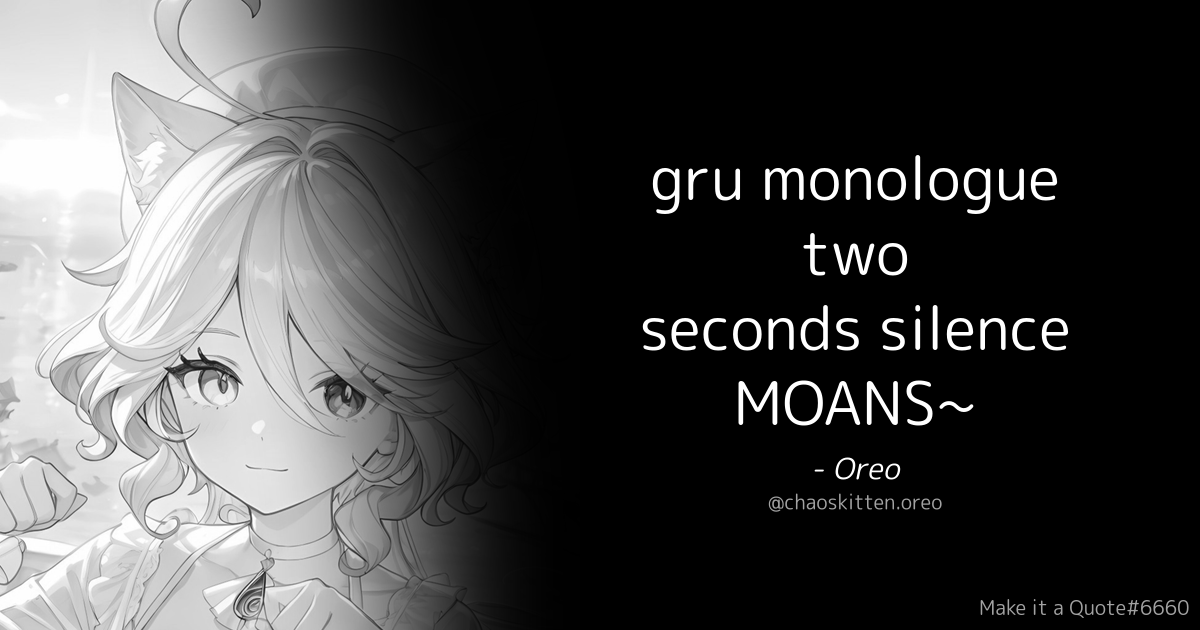 gru monologue
two
seconds silence
MOANS~
- Oreo
@chaoskitten.oreo
Make it a Quote#6660